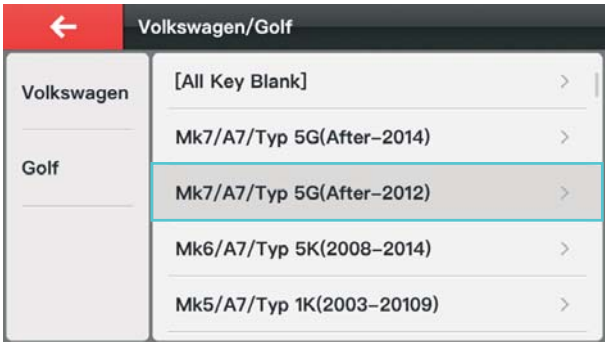 Volkswagen/Golf
Volkswagen
Golf
[All Key Blank]
Mk7/A7/Typ 5G(After-2014)
Mk7/A7/Typ 5G(After-2012)
Mk6/A7/Typ 5K(2008-2014)
Mk5/A7/Typ 1K(2003-20109)